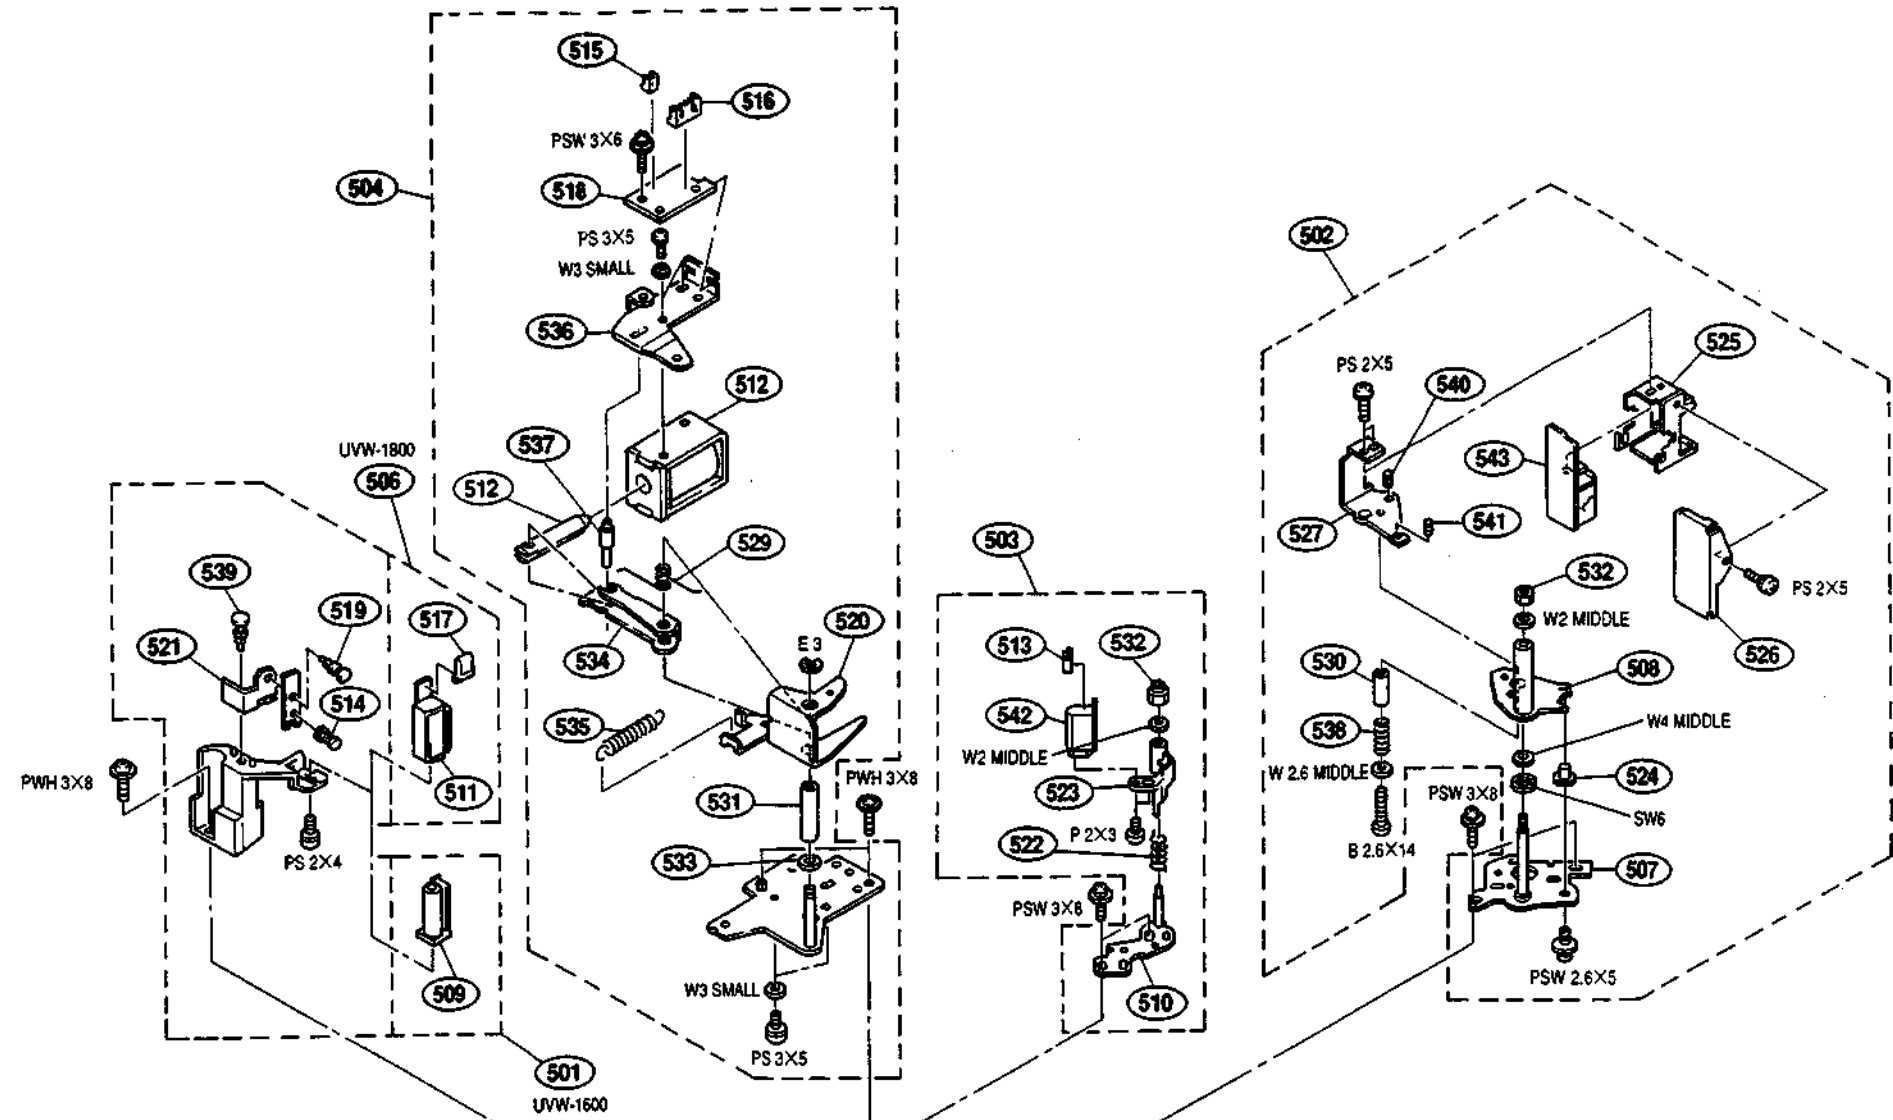 515
516
PSW 3X6
504
518
PS 3X5
502
W3 SMALL
536
525
PS 2X5
540
512
537
UVW-1800
543
506
512
541
527
529
503
539
532
PS 2X5
519
517
W2 MIDDLE
520
513
532
521
E 3
534
530
526
508
514
542
535
W4 MIDDLE
538
W2 MIDDLE
PWH 3X8
W 2.6 MIDDLE
PWH 3X8
511
523
524
531
PSW 3X8
SW6
P 2X3
522
B 2.6X14
PS 2X4
533
507
PSW 3X8
PSW 2.6X5
509
W3 SMALL
510
PS 3X5
501
UVW-1600